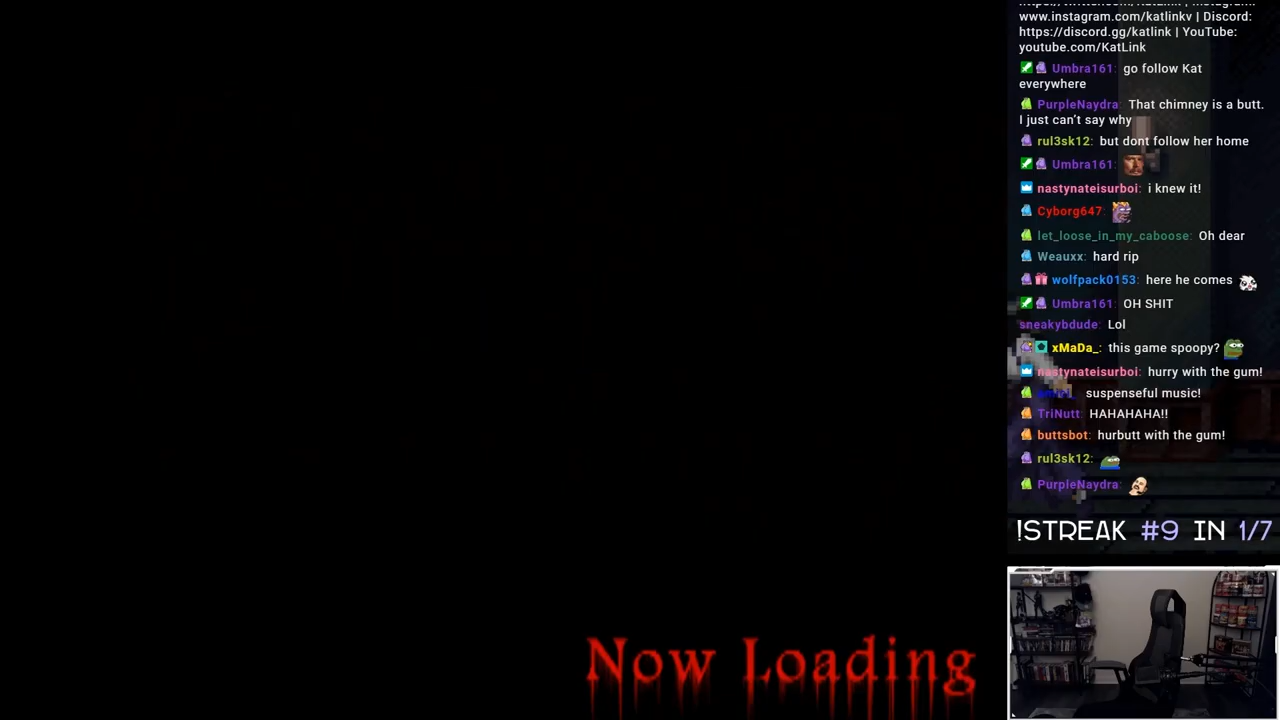 www.instagram.com/katlinkv | Discord:
https://discord.gg/katlink | YouTube:
youtube.com/KatLink
Umbra161: go follow Kat
everywhere
PurpleNaydra: That chimney is a butt.
I just can't say why
rul3sk12: but dont follow her home
Umbra161:
nastynateisurboi: i knew it!
Cyborg647:
let_loose_in_my_caboose: Oh dear
Weauxx: hard rip
wolfpack0153: here he comes
Umbra161: OH SHIT
sneakybdude: Lol
xMaDa_: this game spoopy?
nastynateisurboi: hurry with the gum!
suspenseful music!
TriNutt: HAHAHAHA!!
buttsbot: hurbutt with the gum!
rul3sk12:
PurpleNaydra:
!STREAK #9 IN 1/7
Now Loading